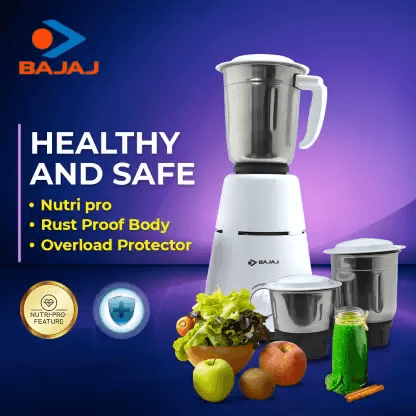 BAJAJ
HEALTHY
AND SAFE
• Nutri pro
• Rust Proof Body
• Overload Protector
BAJAJ
NUTRI-PRO
FEATURE